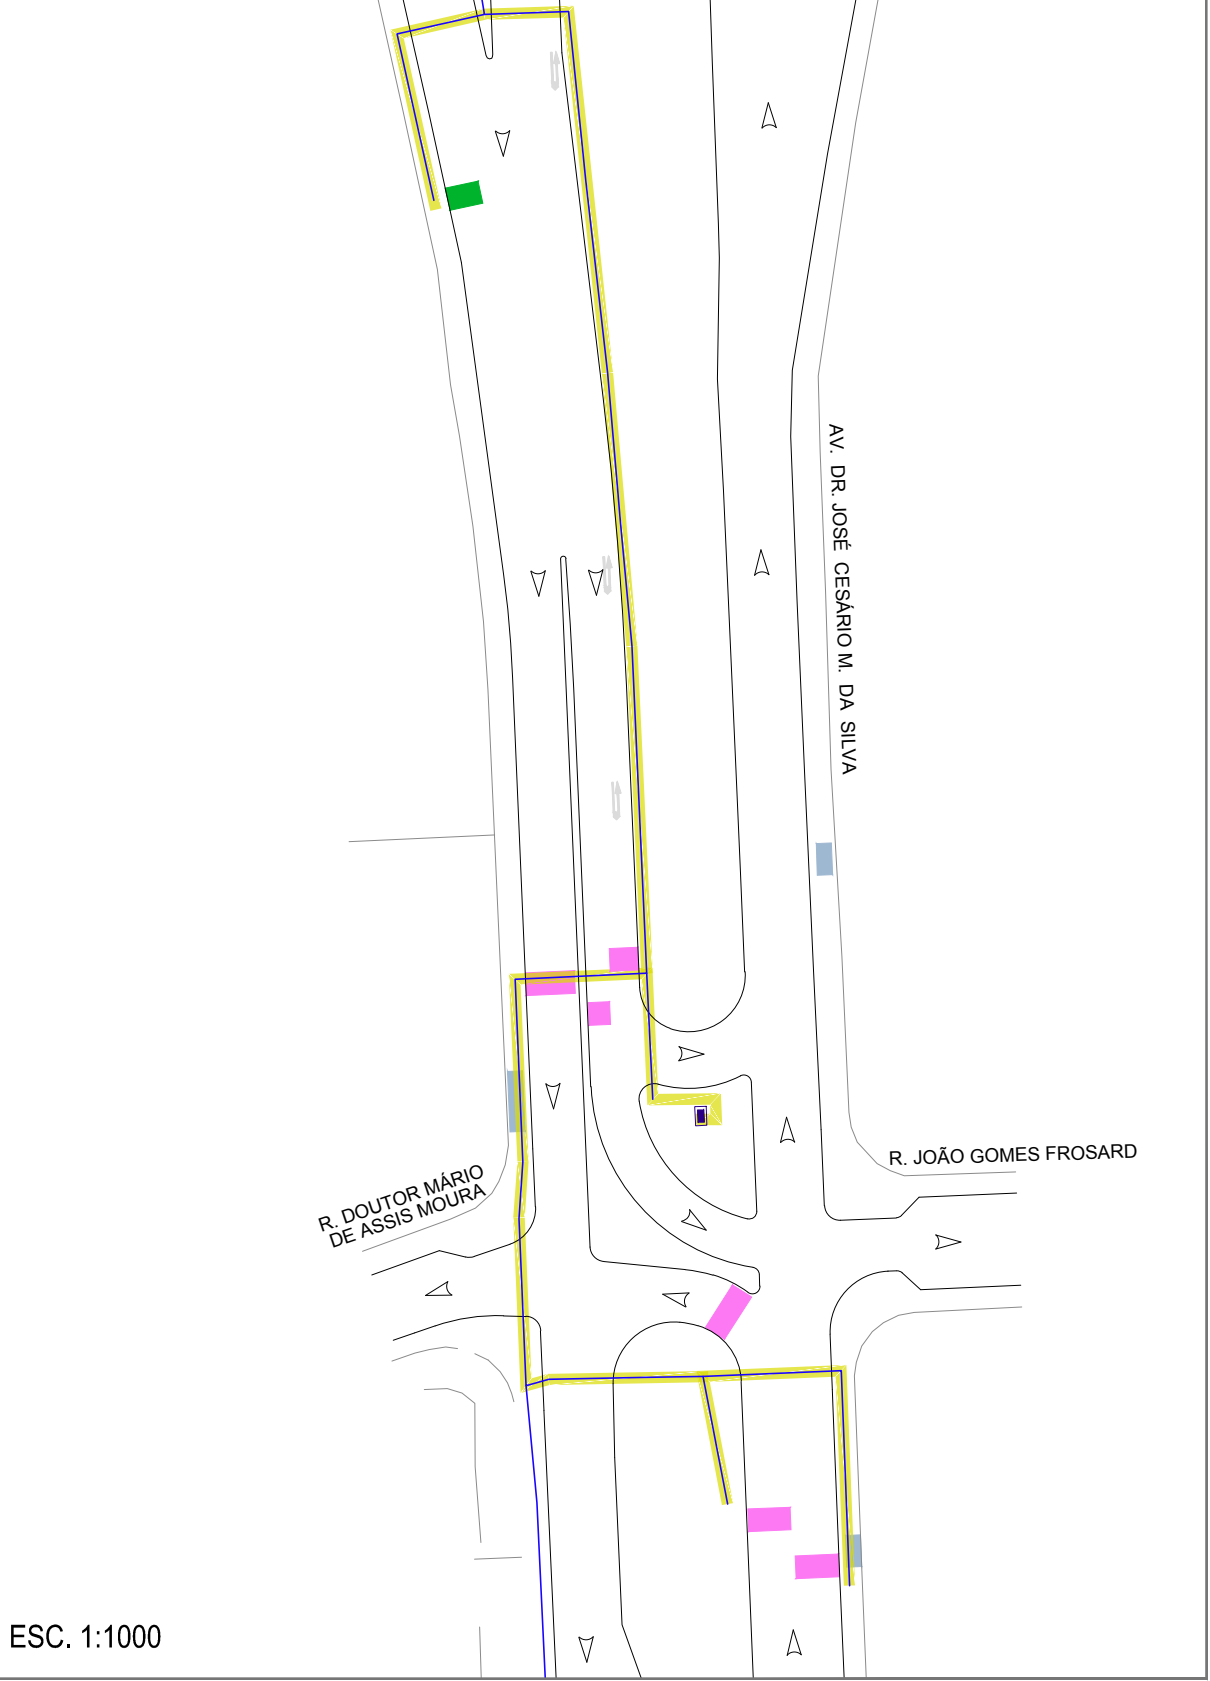 AV. DR. JOSÉ CESÁRIO M. DA SILVA
R. JOÃO GOMES FROSARD
R. DOUTOR MÁRIO
DE ASSIS MOURA
ESC. 1:1000